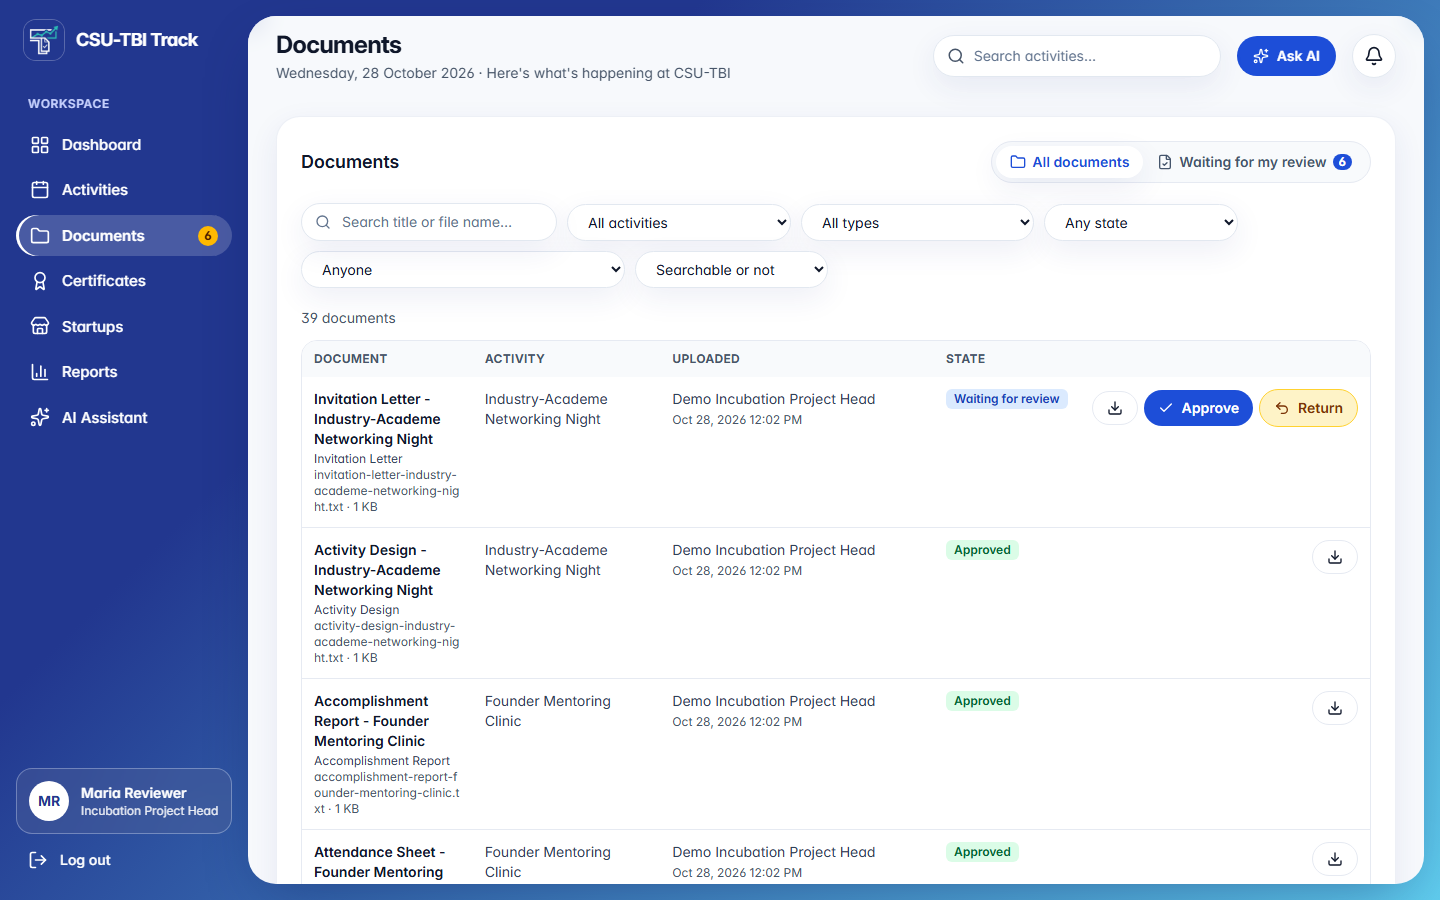 CSU-TBI Track
WORKSPACE
Dashboard
Activities
Documents 6
Certificates
Startups
Reports
AI Assistant
MR
Maria Reviewer
Incubation Project Head
Log out
Documents
Wednesday, 28 October 2026 · Here's what's happening at CSU-TBI
Search activities...
Ask AI
Documents
All documents
Waiting for my review 6
Search title or file name...
All activities
All types
Any state
Anyone
Searchable or not
39 documents
DOCUMENT ACTIVITY UPLOADED STATE
Invitation Letter -
Industry-Academe
Networking Night
Invitation Letter
invitation-letter-industry-
academe-networking-nig
ht.txt · 1 KB
Industry-Academe
Networking Night
Demo Incubation Project Head
Oct 28, 2026 12:02 PM
Waiting for review
Approve
Return
Activity Design -
Industry-Academe
Networking Night
Activity Design
activity-design-industry-
academe-networking-nig
ht.txt · 1 KB
Industry-Academe
Networking Night
Demo Incubation Project Head
Oct 28, 2026 12:02 PM
Approved
Accomplishment
Report - Founder
Mentoring Clinic
Accomplishment Report
accomplishment-report-f
ounder-mentoring-clinic.t
xt · 1 KB
Founder Mentoring
Clinic
Demo Incubation Project Head
Oct 28, 2026 12:02 PM
Approved
Attendance Sheet -
Founder Mentoring
Founder Mentoring
Clinic
Demo Incubation Project Head
Oct 28, 2026 12:02 PM
Approved